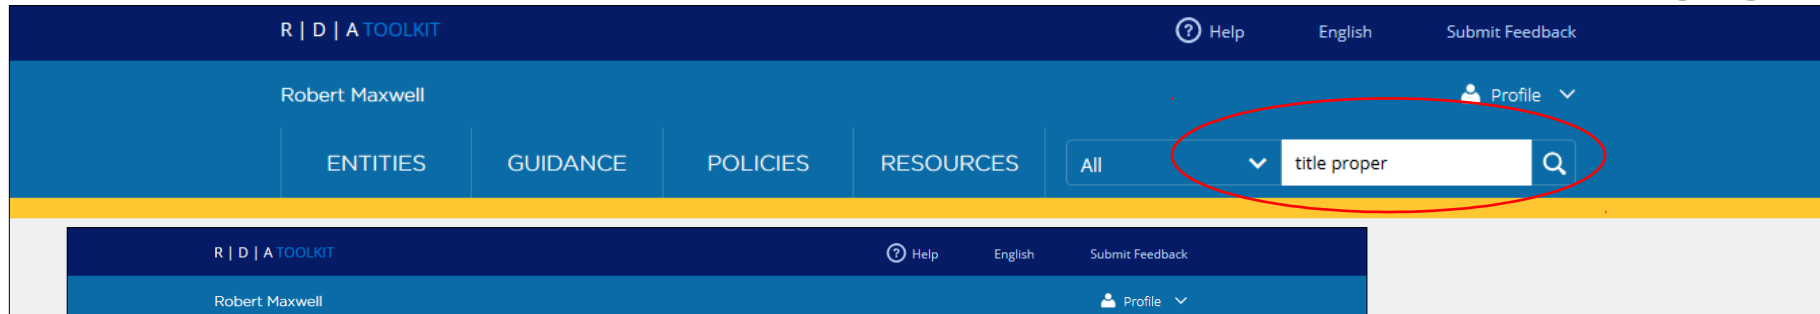 R | D | A TOOLKIT Help English Submit Feedback
Robert Maxwell Profile
ENTITIES GUIDANCE POLICIES RESOURCES All title proper
R | D | A TOOLKIT Help English Submit Feedback
Robert Maxwell Profile